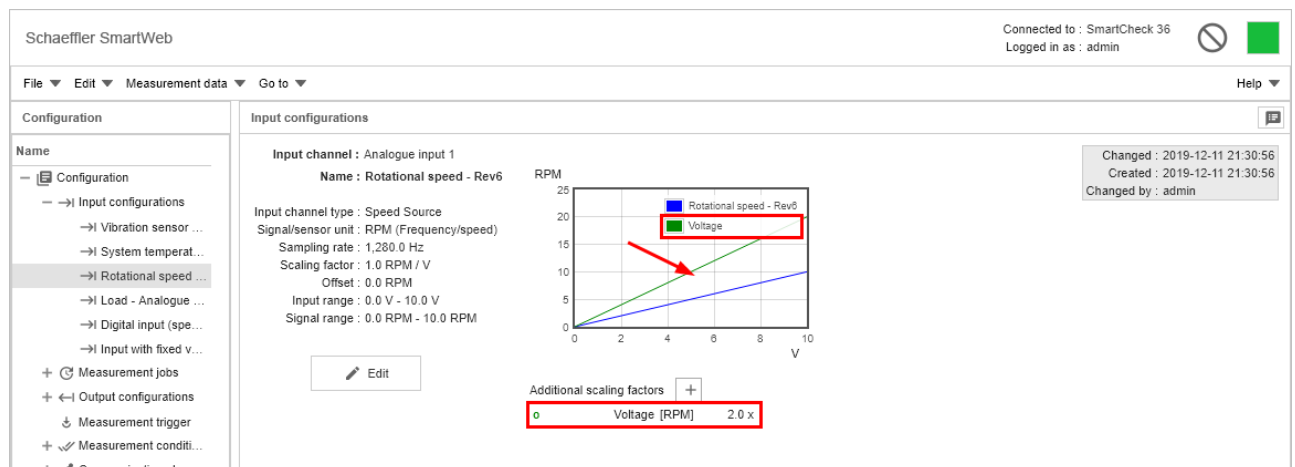 Schaeffler SmartWeb
Connected to : SmartCheck 36
Logged in as : admin
File Edit Measurement data Go to Help
Configuration
Name
Configuration
Input configurations
Vibration sensor ...
System temperat...
Rotational speed ...
Load - Analogue ...
Digital input (spe...
Input with fixed v...
Measurement jobs
Output configurations
Measurement trigger
Measurement conditi...
Input configurations
Input channel : Analogue input 1
Name : Rotational speed - Rev6
Input channel type : Speed Source
Signal/sensor unit : RPM (Frequency/speed)
Sampling rate : 1,280.0 Hz
Scaling factor : 1.0 RPM / V
Offset : 0.0 RPM
Input range : 0.0 V - 10.0 V
Signal range : 0.0 RPM - 10.0 RPM
Edit
RPM
25
20
15
10
5
0
0 2 4 6 8 10
V
Rotational speed - Rev6
Voltage
Additional scaling factors +
o Voltage [RPM] 2.0 x
Changed : 2019-12-11 21:30:56
Created : 2019-12-11 21:30:56
Changed by : admin